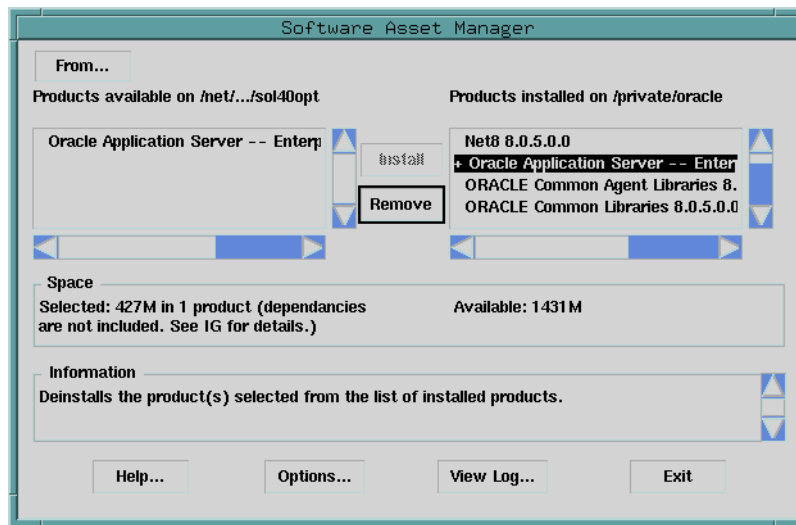 Software Asset Manager
From...
Products available on /net/.../sol40opt
Products installed on /private/oracle
Oracle Application Server -- Enterp
Install
Remove
Net8 8.0.5.0.0
+ Oracle Application Server -- Enter
ORACLE Common Agent Libraries 8.
ORACLE Common Libraries 8.0.5.0.0
Space
Selected: 427M in 1 product (dependancies
are not included. See IG for details.)
Available: 1431M
Information
Deinstalls the product(s) selected from the list of installed products.
Help...
Options...
View Log...
Exit